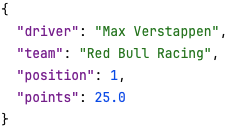 {
  "driver": "Max Verstappen",
  "team": "Red Bull Racing",
  "position": 1,
  "points": 25.0
}